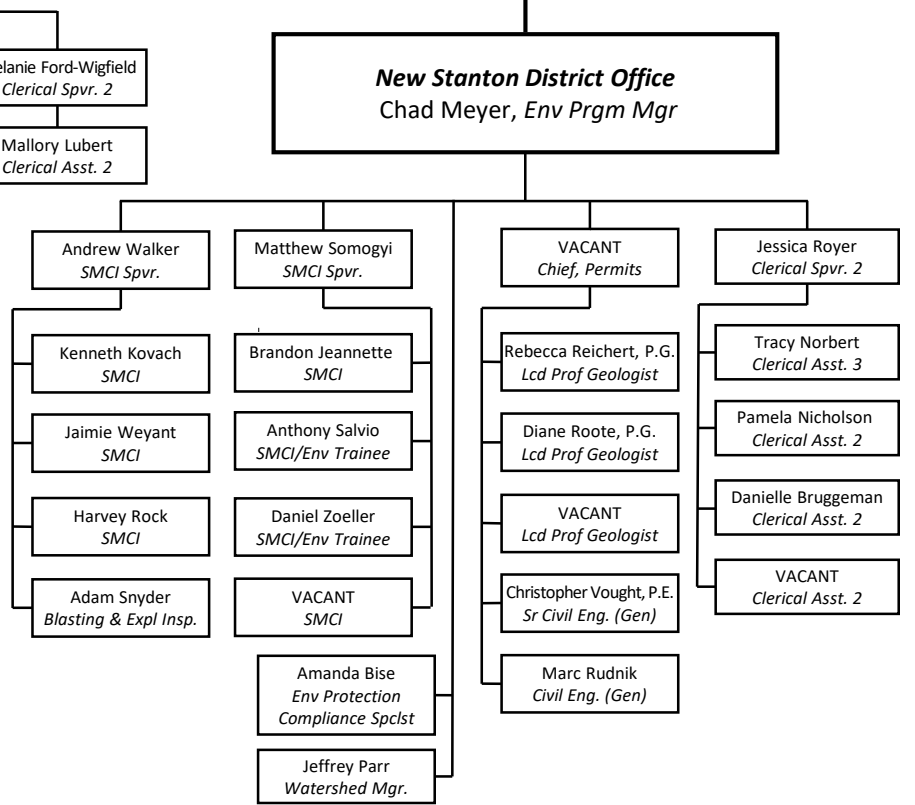 Clerical Spvr. 2
Mallory Lubert
Clerical Asst. 2
New Stanton District Office
Chad Meyer, Env Prgm Mgr
Andrew Walker
SMCI Spvr.
Kenneth Kovach
SMCI
Jaimie Weyant
SMCI
Harvey Rock
SMCI
Adam Snyder
Blasting & Expl Insp.
Matthew Somogyi
SMCI Spvr.
Brandon Jeannette
SMCI
Anthony Salvio
SMCI/Env Trainee
Daniel Zoeller
SMCI/Env Trainee
VACANT
SMCI
Amanda Bise
Env Protection
Compliance Spclst
Jeffrey Parr
Watershed Mgr.
VACANT
Chief, Permits
Rebecca Reichert, P.G.
Lcd Prof Geologist
Diane Roote, P.G.
Lcd Prof Geologist
VACANT
Lcd Prof Geologist
Christopher Vought, P.E.
Sr Civil Eng. (Gen)
Marc Rudnik
Civil Eng. (Gen)
Jessica Royer
Clerical Spvr. 2
Tracy Norbert
Clerical Asst. 3
Pamela Nicholson
Clerical Asst. 2
Danielle Bruggeman
Clerical Asst. 2
VACANT
Clerical Asst. 2
Ford-Wigfield